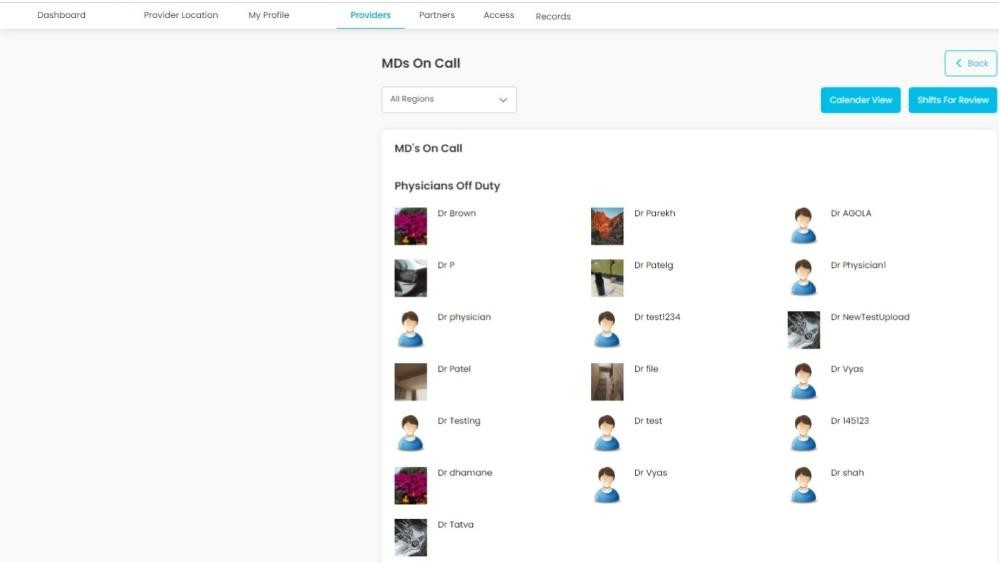 Dashboard Provider Location My Profile Providers Partners Access Records
MDs On Call
Back
All Regions
Calender View Shifts For Review
MD's On Call
Physicians Off Duty
Dr Brown Dr Parekh Dr AGOLA
Dr P Dr Patelg Dr Physician1
Dr physician Dr test1234 Dr NewTestUpload
Dr Patel Dr file Dr Vyas
Dr Testing Dr test Dr 145123
Dr dhamane Dr Vyas Dr shah
Dr Tatva